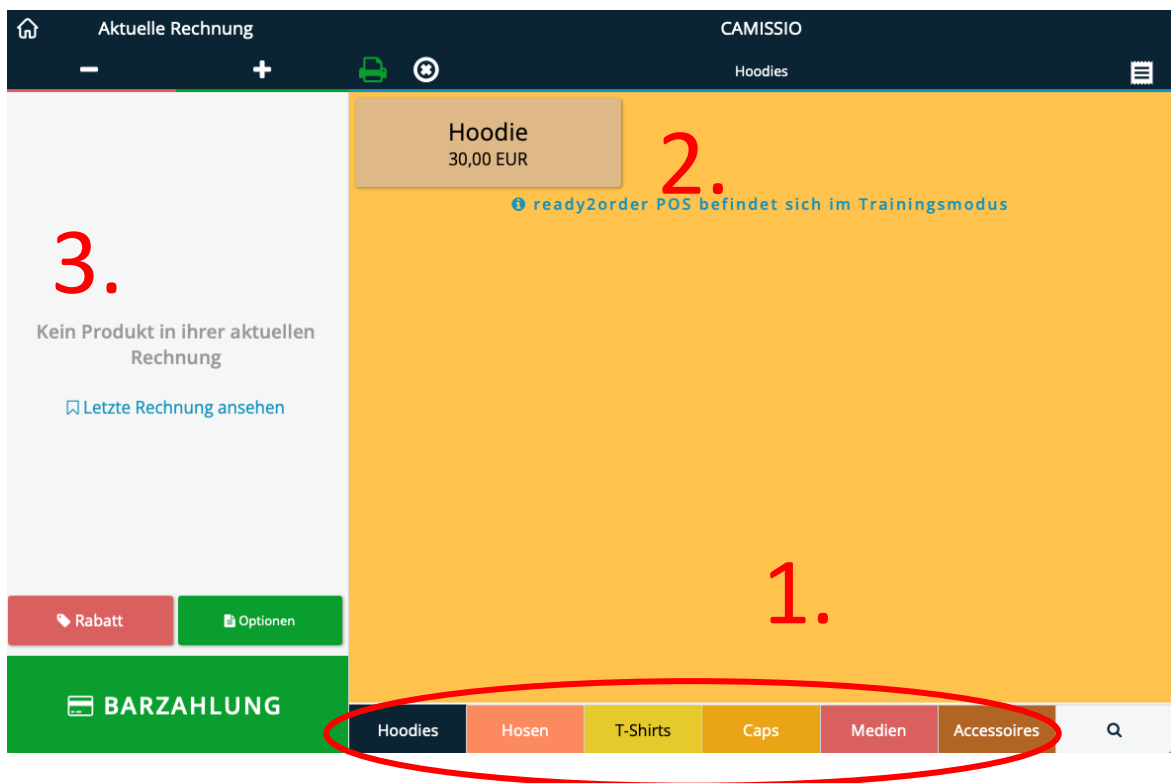 Aktuelle Rechnung
CAMISSIO
Hoodies
Hoodie
30,00 EUR
2.
ready2order POS befindet sich im Trainingsmodus
3.
Kein Produkt in ihrer aktuellen
Rechnung
Letzte Rechnung ansehen
1.
Rabatt
Optionen
BARZAHLUNG
Hoodies Hosen T-Shirts Caps Medien Accessoires